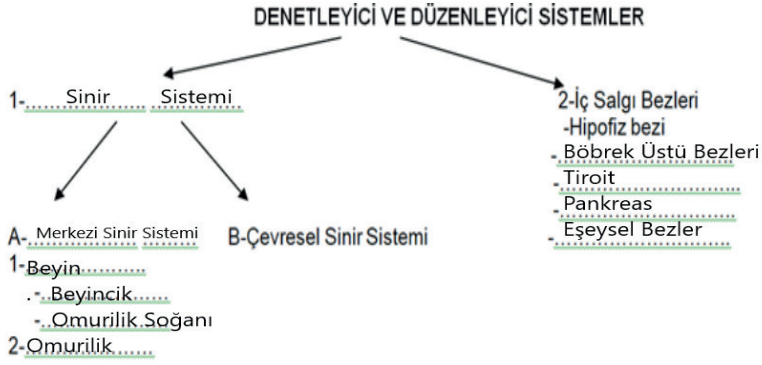 DENETLEYİCİ VE DÜZENLEYİCİ SİSTEMLER
1-.....Sinir..... Sistemi
2-İç Salgı Bezleri
-Hipofiz bezi
-Böbrek Üstü Bezleri
-Tiroit
-Pankreas
-Eşeysel Bezler
A-Merkezi Sinir Sistemi
B-Çevresel Sinir Sistemi
1-Beyin
.-Beyincik
-Omurilik Soğanı
2-Omurilik